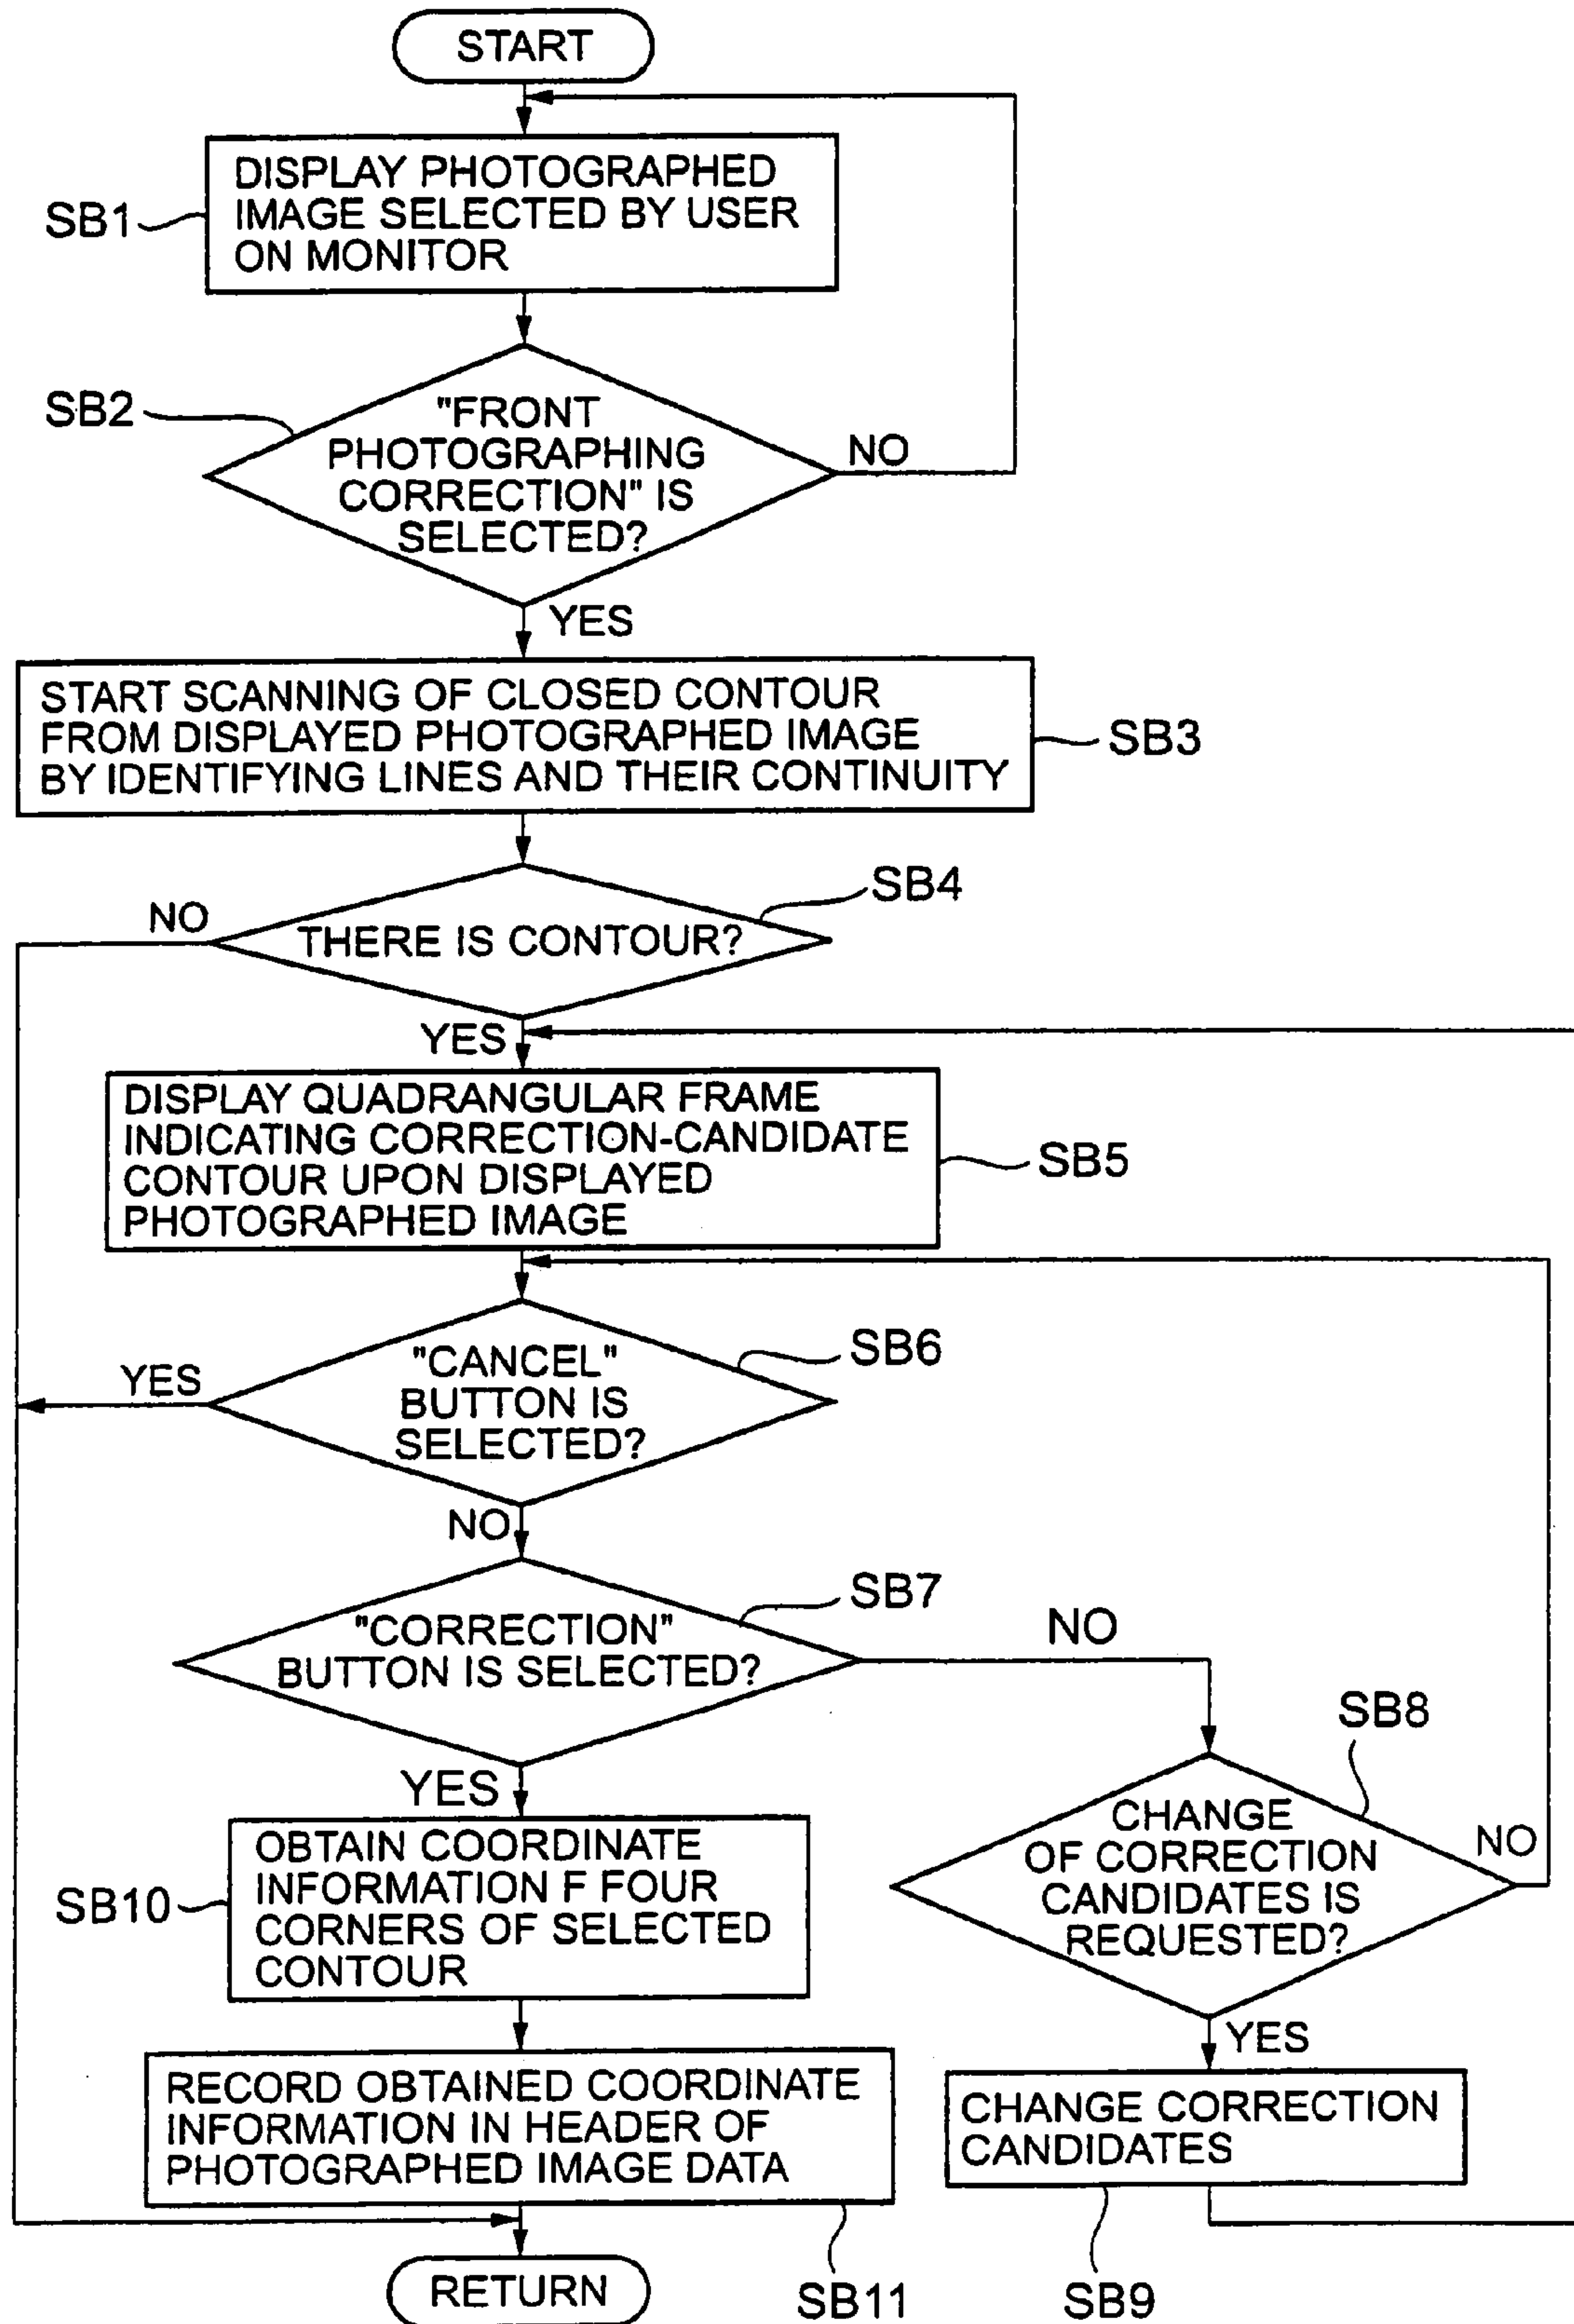 START
DISPLAY PHOTOGRAPHED
IMAGE SELECTED BY USER
ON MONITOR
SB1
"FRONT
PHOTOGRAPHING
CORRECTION" IS
SELECTED?
SB2
NO
YES
START SCANNING OF CLOSED CONTOUR
FROM DISPLAYED PHOTOGRAPHED IMAGE
BY IDENTIFYING LINES AND THEIR CONTINUITY
SB3
THERE IS CONTOUR?
SB4
NO
YES
DISPLAY QUADRANGULAR FRAME
INDICATING CORRECTION-CANDIDATE
CONTOUR UPON DISPLAYED
PHOTOGRAPHED IMAGE
SB5
"CANCEL"
BUTTON IS
SELECTED?
SB6
YES
NO
"CORRECTION"
BUTTON IS SELECTED?
SB7
NO
YES
CHANGE
OF CORRECTION
CANDIDATES IS
REQUESTED?
SB8
NO
YES
OBTAIN COORDINATE
INFORMATION F FOUR
CORNERS OF SELECTED
CONTOUR
SB10
CHANGE CORRECTION
CANDIDATES
SB9
RECORD OBTAINED COORDINATE
INFORMATION IN HEADER OF
PHOTOGRAPHED IMAGE DATA
SB11
RETURN